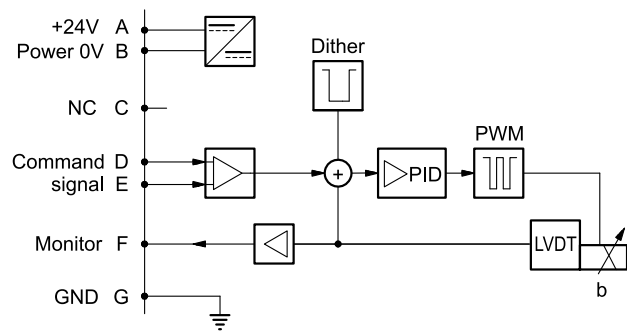 +24V A
Power 0V B
Dither
NC C
PWM
Command D
signal E
+
PID
Monitor F
LVDT
b
GND G